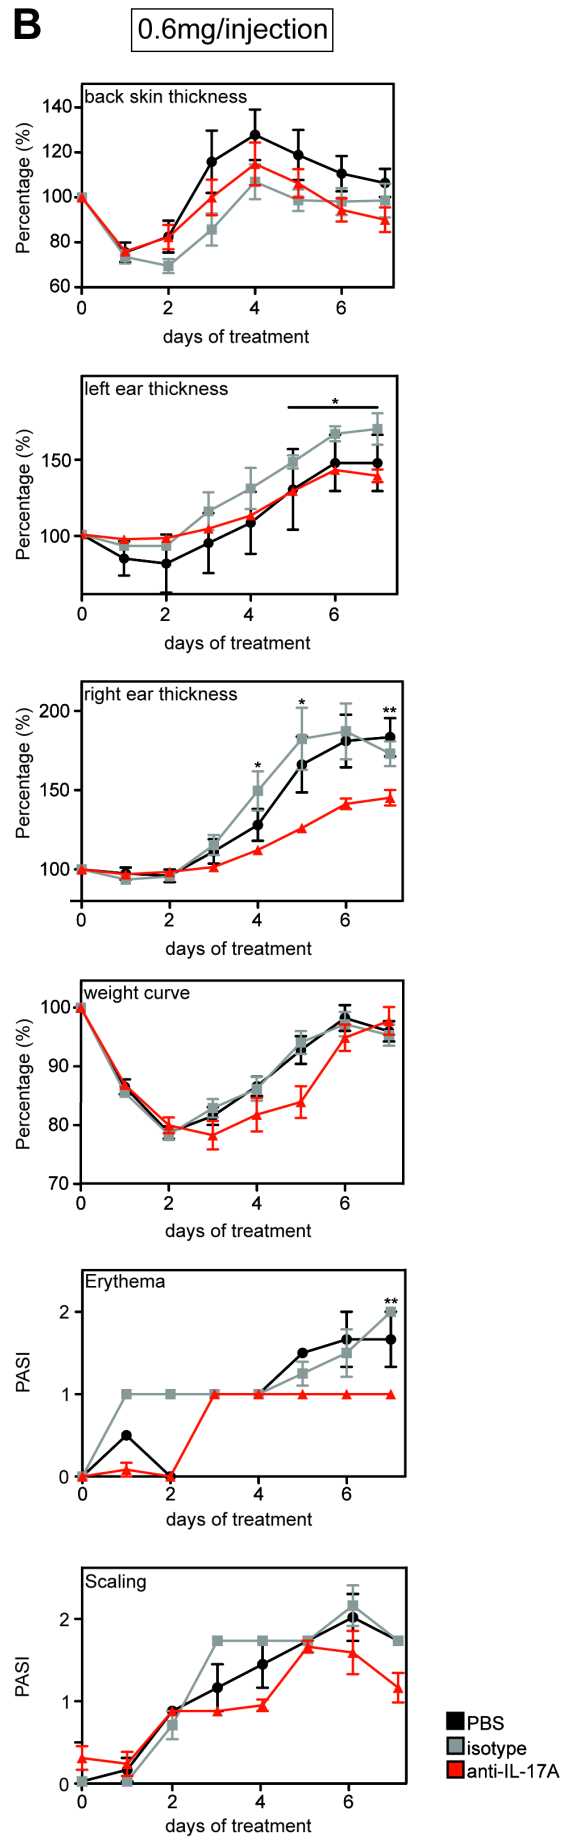 B
0.6mg/injection
back skin thickness
Percentage (%)
140
120
100
80
60
0 2 4 6
days of treatment
left ear thickness
*
Percentage (%)
150
100
0 2 4 6
days of treatment
right ear thickness
* * **
Percentage (%)
200
150
100
0 2 4 6
days of treatment
weight curve
Percentage (%)
100
90
80
70
0 2 4 6
days of treatment
Erythema
**
PASI
2
1
0
0 2 4 6
days of treatment
Scaling
PASI
2
1
0
0 2 4 6
days of treatment
PBS
isotype
anti-IL-17A